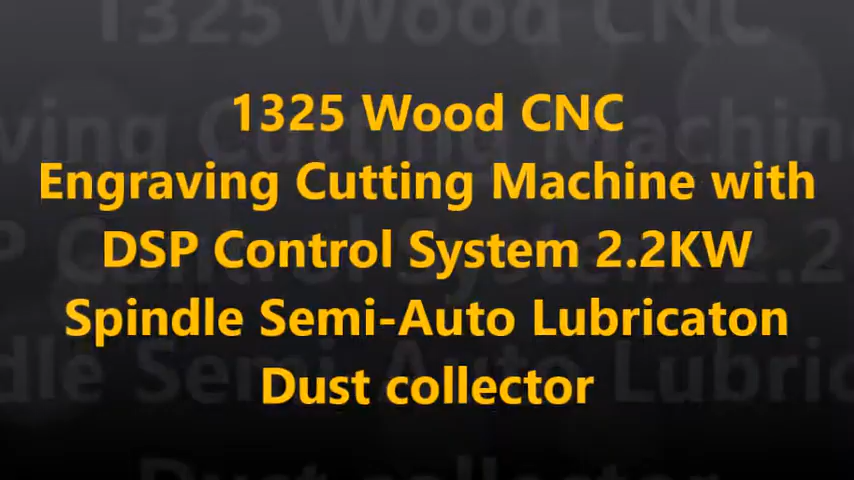 1325 Wood CNC
Engraving Cutting Machine with
DSP Control System 2.2KW
Spindle Semi-Auto Lubricaton
Dust collector